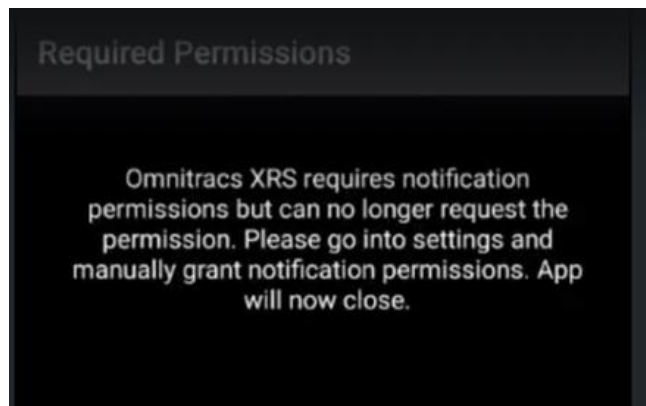 Required Permissions
Omnitracs XRS requires notification
permissions but can no longer request the
permission. Please go into settings and
manually grant notification permissions. App
will now close.